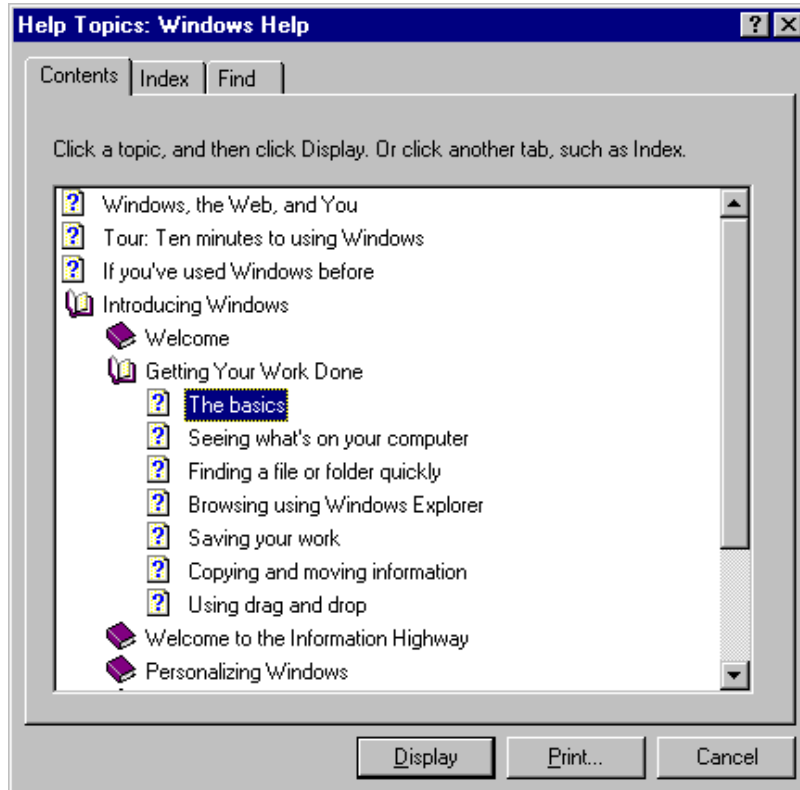 Help Topics: Windows Help
Contents Index Find
Click a topic, and then click Display. Or click another tab, such as Index.
Windows, the Web, and You
Tour: Ten minutes to using Windows
If you've used Windows before
Introducing Windows
Welcome
Getting Your Work Done
The basics
Seeing what's on your computer
Finding a file or folder quickly
Browsing using Windows Explorer
Saving your work
Copying and moving information
Using drag and drop
Welcome to the Information Highway
Personalizing Windows
Display Print... Cancel